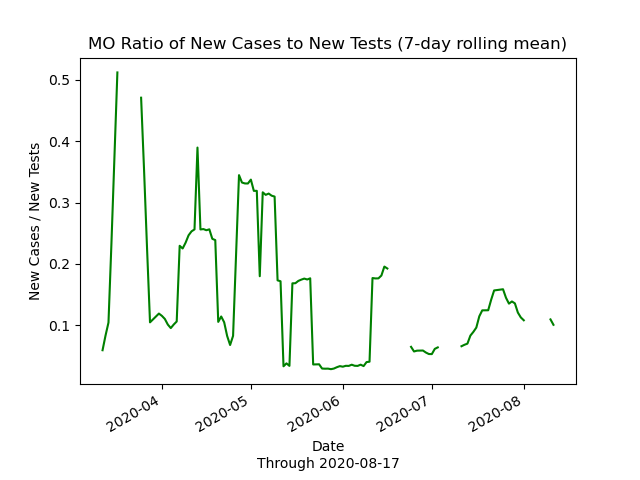 MO Ratio of New Cases to New Tests (7-day rolling mean)
New Cases / New Tests
0.5
0.4
0.3
0.2
0.1
2020-04
2020-05
2020-06
2020-07
2020-08
Date
Through 2020-08-17